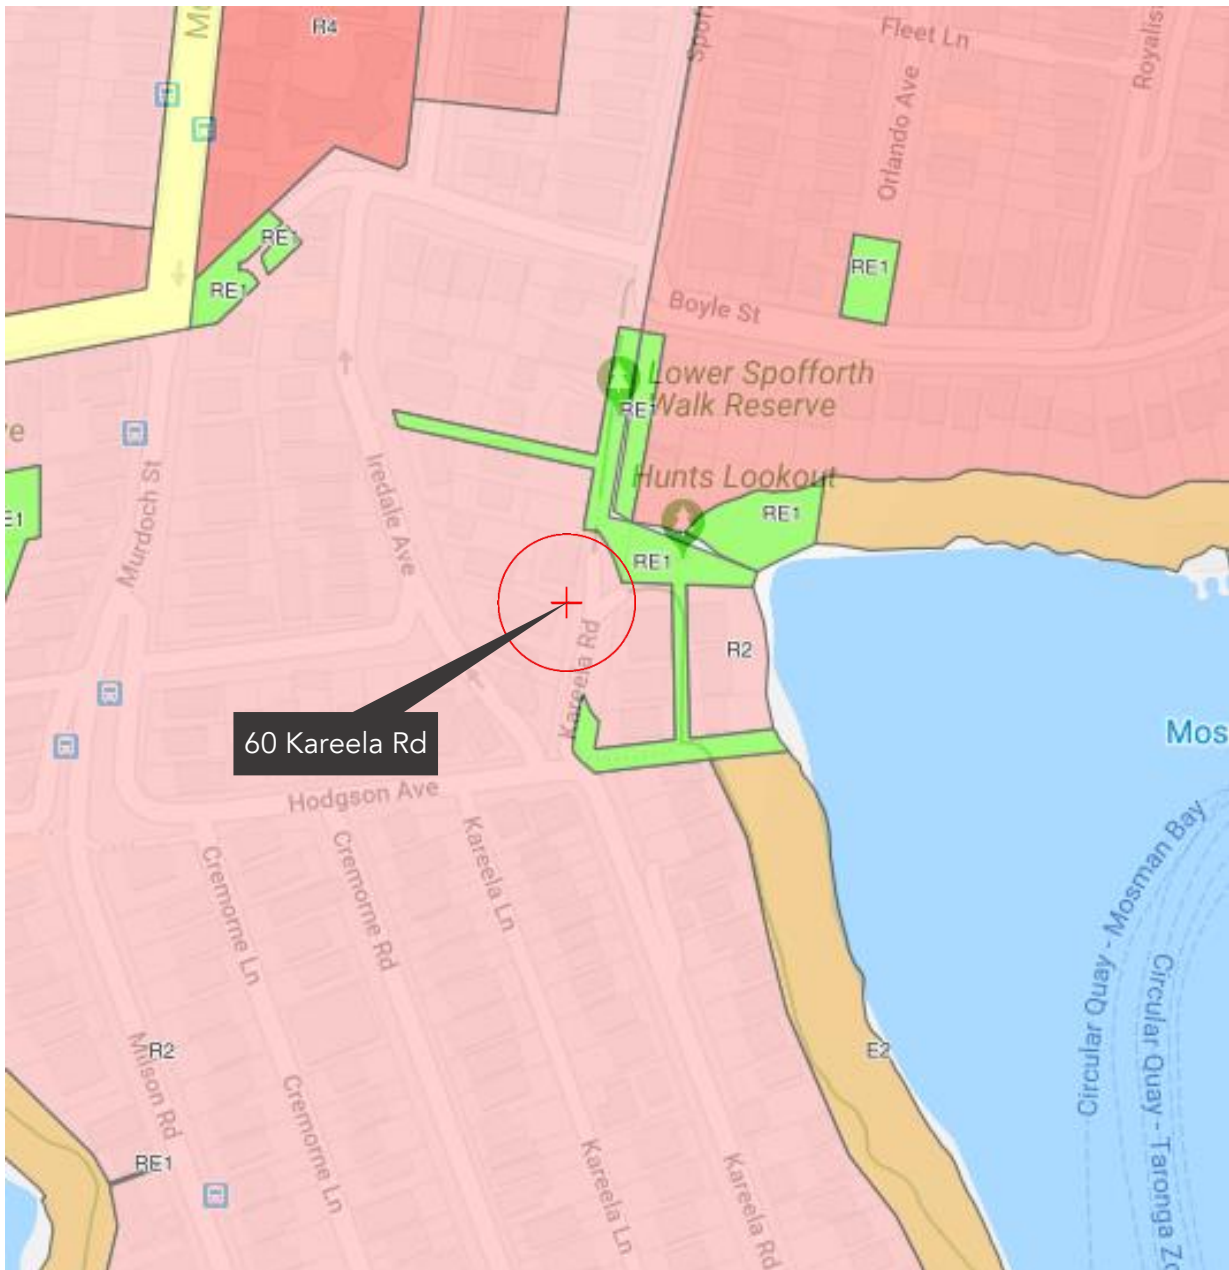 R4
Fleet Ln
Orlando Ave
RE1
RE1
RE1
Boyle St
Lower Spofforth
Walk Reserve
RE1
Hunts Lookout
RE1
RE1
Murdoch St
Iredale Ave
Kareela Rd
R2
60 Kareela Rd
Mos
Hodgson Ave
Kareela Ln
Cremorne Rd
Cremorne Ln
Circular Quay - Mosman Bay
Circular Quay - Taronga Zo
E2
R2
Milson Rd
RE1
Cremorne Ln
Kareela Ln
Kareela Rd